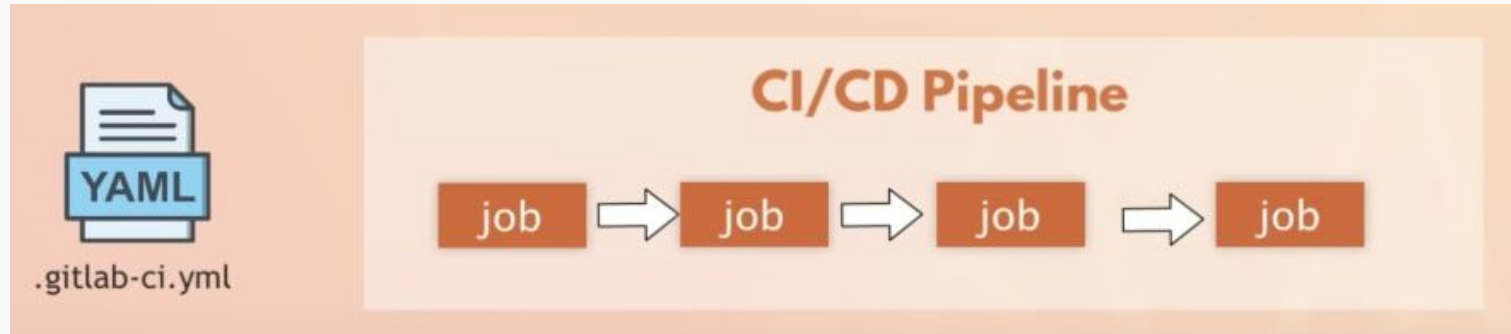 CI/CD Pipeline
YAML
job
job
job
job
.gitlab-ci.yml